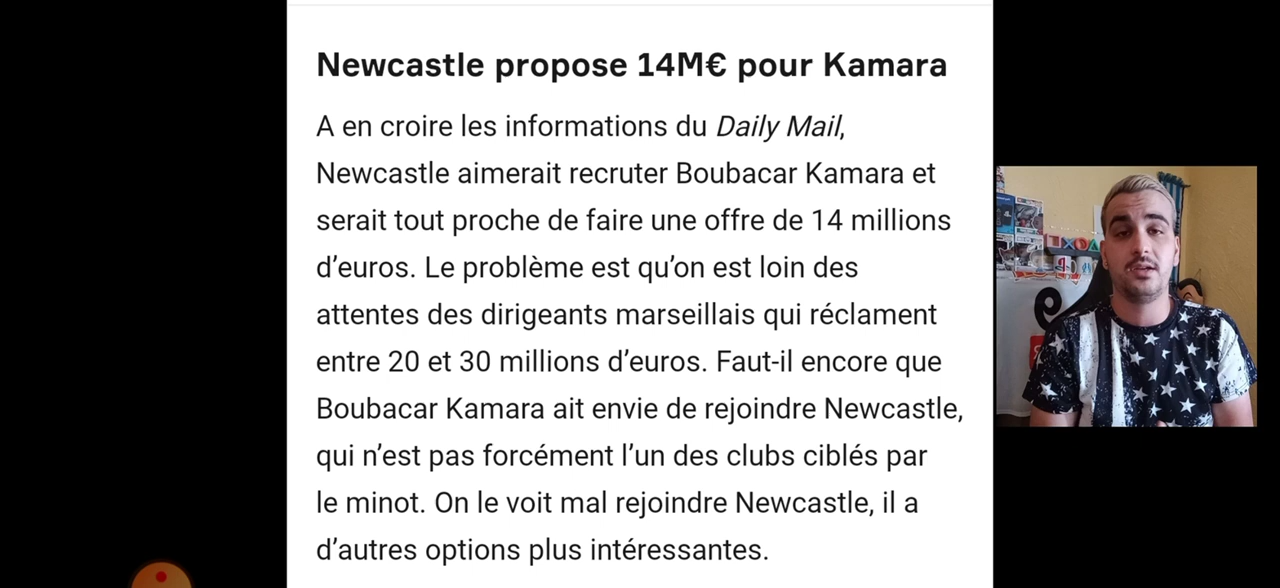 Newcastle propose 14M€ pour Kamara
A en croire les informations du Daily Mail,
Newcastle aimerait recruter Boubacar Kamara et
serait tout proche de faire une offre de 14 millions
d’euros. Le problème est qu’on est loin des
attentes des dirigeants marseillais qui réclament
entre 20 et 30 millions d’euros. Faut-il encore que
Boubacar Kamara ait envie de rejoindre Newcastle,
qui n’est pas forcément l’un des clubs ciblés par
le minot. On le voit mal rejoindre Newcastle, il a
d’autres options plus intéressantes.